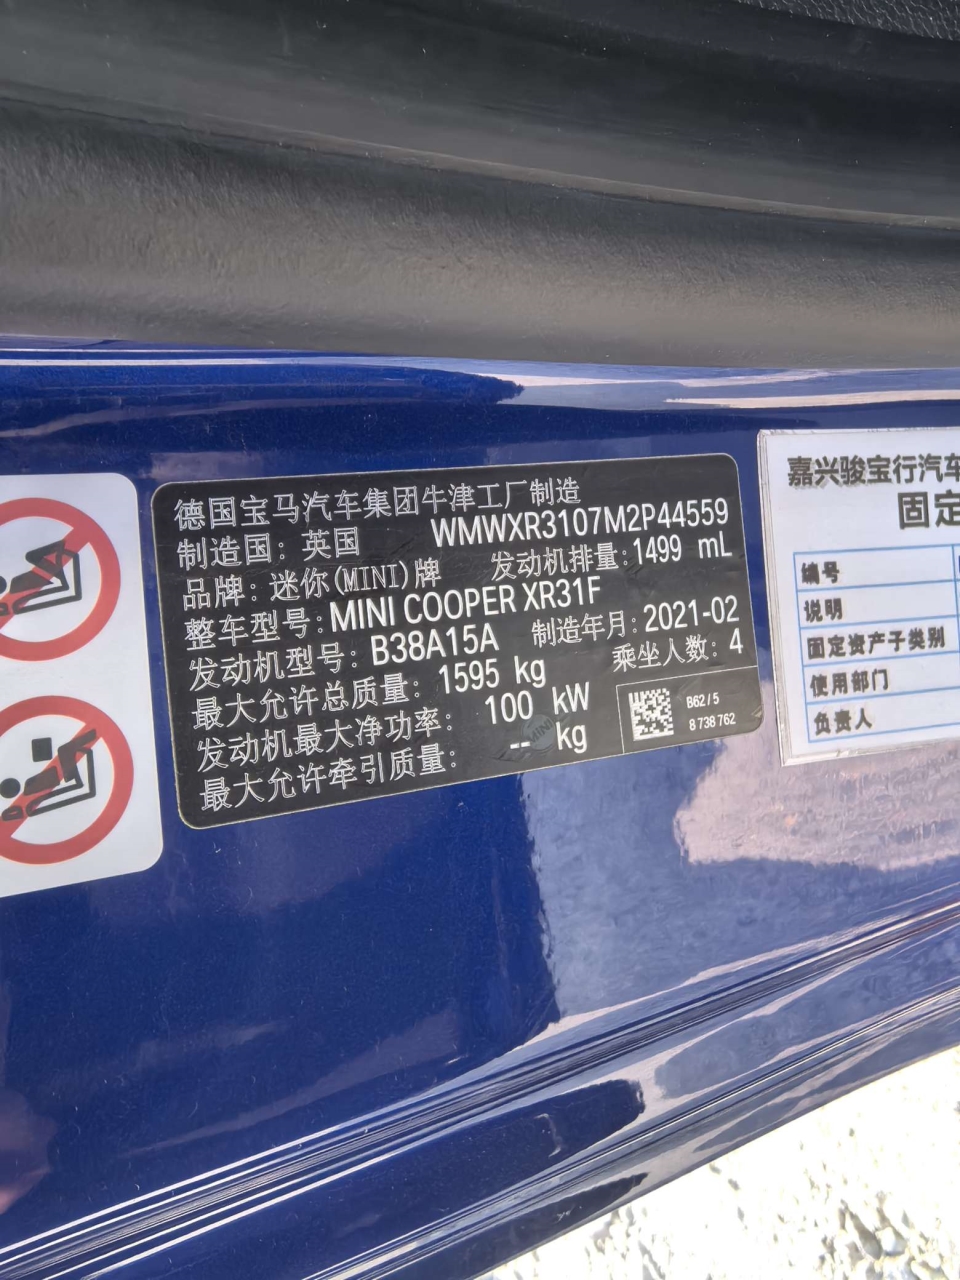 德国宝马汽车集团牛津工厂制造
制造国: 英国 WMWXR3107M2P44559
品牌: 迷你(MINI)牌 发动机排量: 1499 mL
整车型号: MINI COOPER XR31F
发动机型号: B38A15A 制造年月: 2021-02
最大允许总质量: 1595 kg 乘坐人数: 4
发动机最大净功率: 100 kW
最大允许牵引质量: -- kg
B62 / 5
8 738 762
MINI
嘉兴骏宝行汽车
固定
编号
说明
固定资产子类别
使用部门
负责人